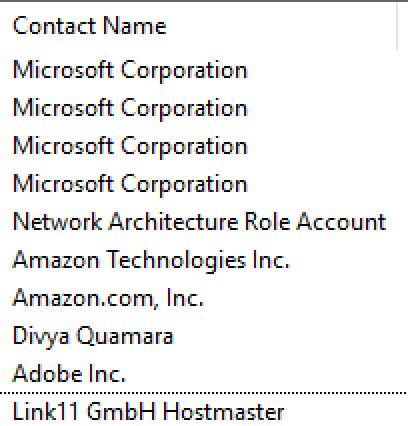 Contact Name
Microsoft Corporation
Microsoft Corporation
Microsoft Corporation
Microsoft Corporation
Network Architecture Role Account
Amazon Technologies Inc.
Amazon.com, Inc.
Divya Quamara
Adobe Inc.
Link11 GmbH Hostmaster